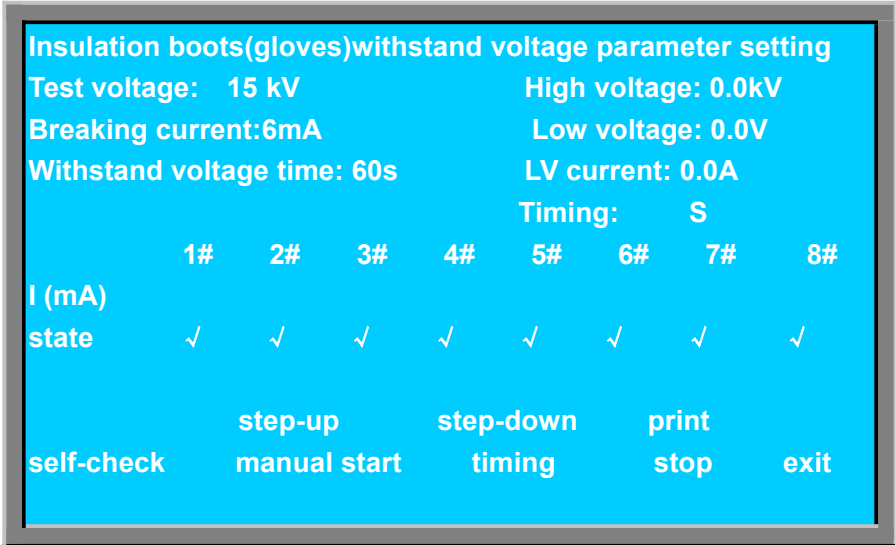 Insulation boots(gloves)withstand voltage parameter setting
Test voltage: 15 kV High voltage: 0.0kV
Breaking current:6mA Low voltage: 0.0V
Withstand voltage time: 60s LV current: 0.0A
Timing: S
1# 2# 3# 4# 5# 6# 7# 8#
I (mA)
state √ √ √ √ √ √ √ √
step-up step-down print
self-check manual start timing stop exit